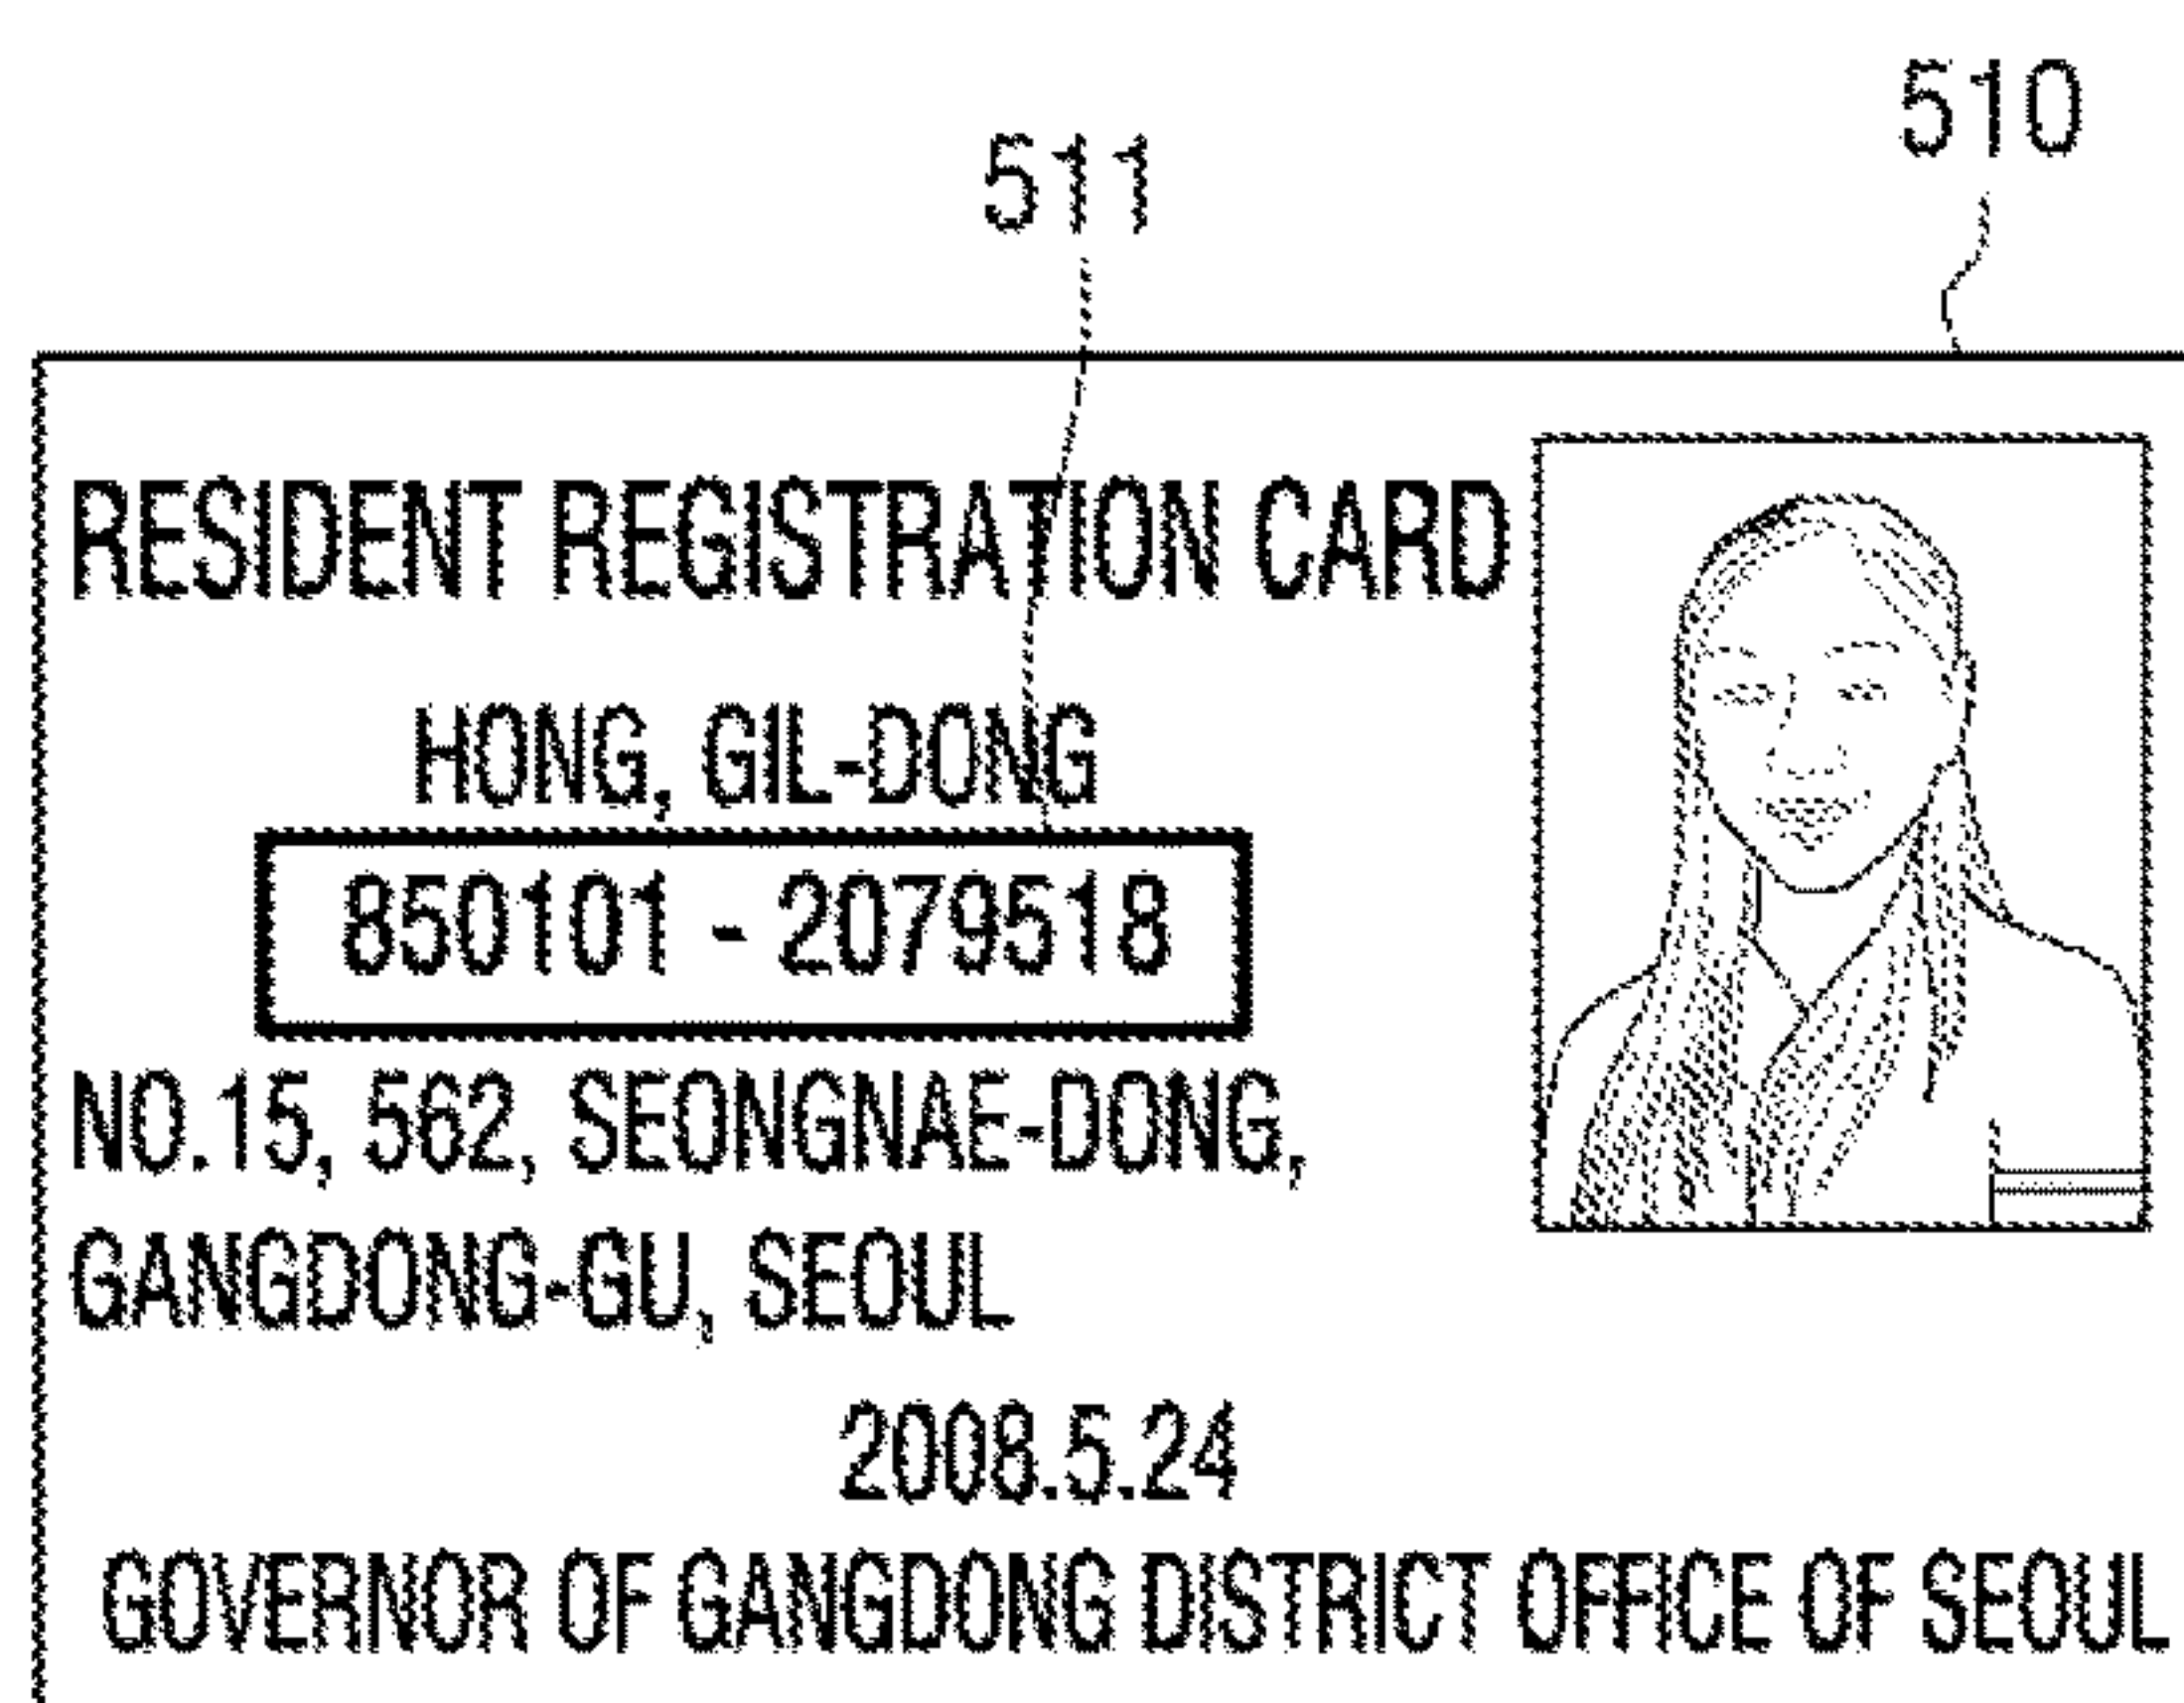 510
511
RESIDENT REGISTRATION CARD
HONG, GIL-DONG
850101 - 2079518
NO.15, 562, SEONGNAE-DONG,
GANGDONG-GU, SEOUL
2008.5.24
GOVERNOR OF GANGDONG DISTRICT OFFICE OF SEOUL